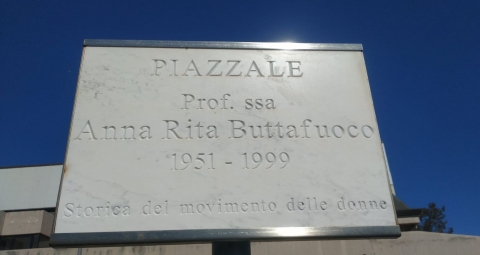 PIAZZALE
Prof. ssa
Anna Rita Buttafuoco
1951 - 1999
Storica del movimento delle donne